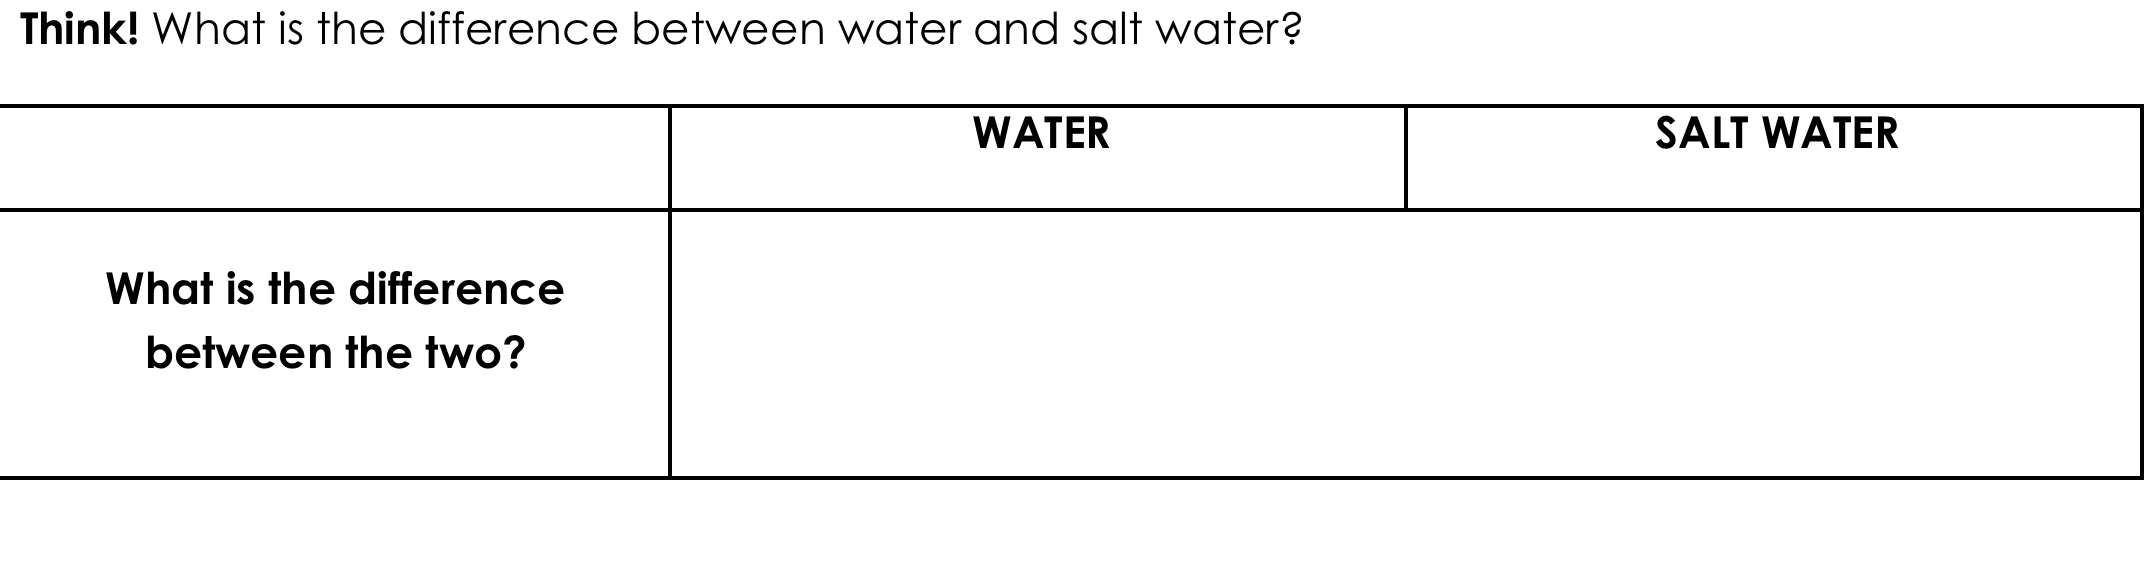 Think! What is the difference between water and salt water?
WATER
SALT WATER
What is the difference
between the two?